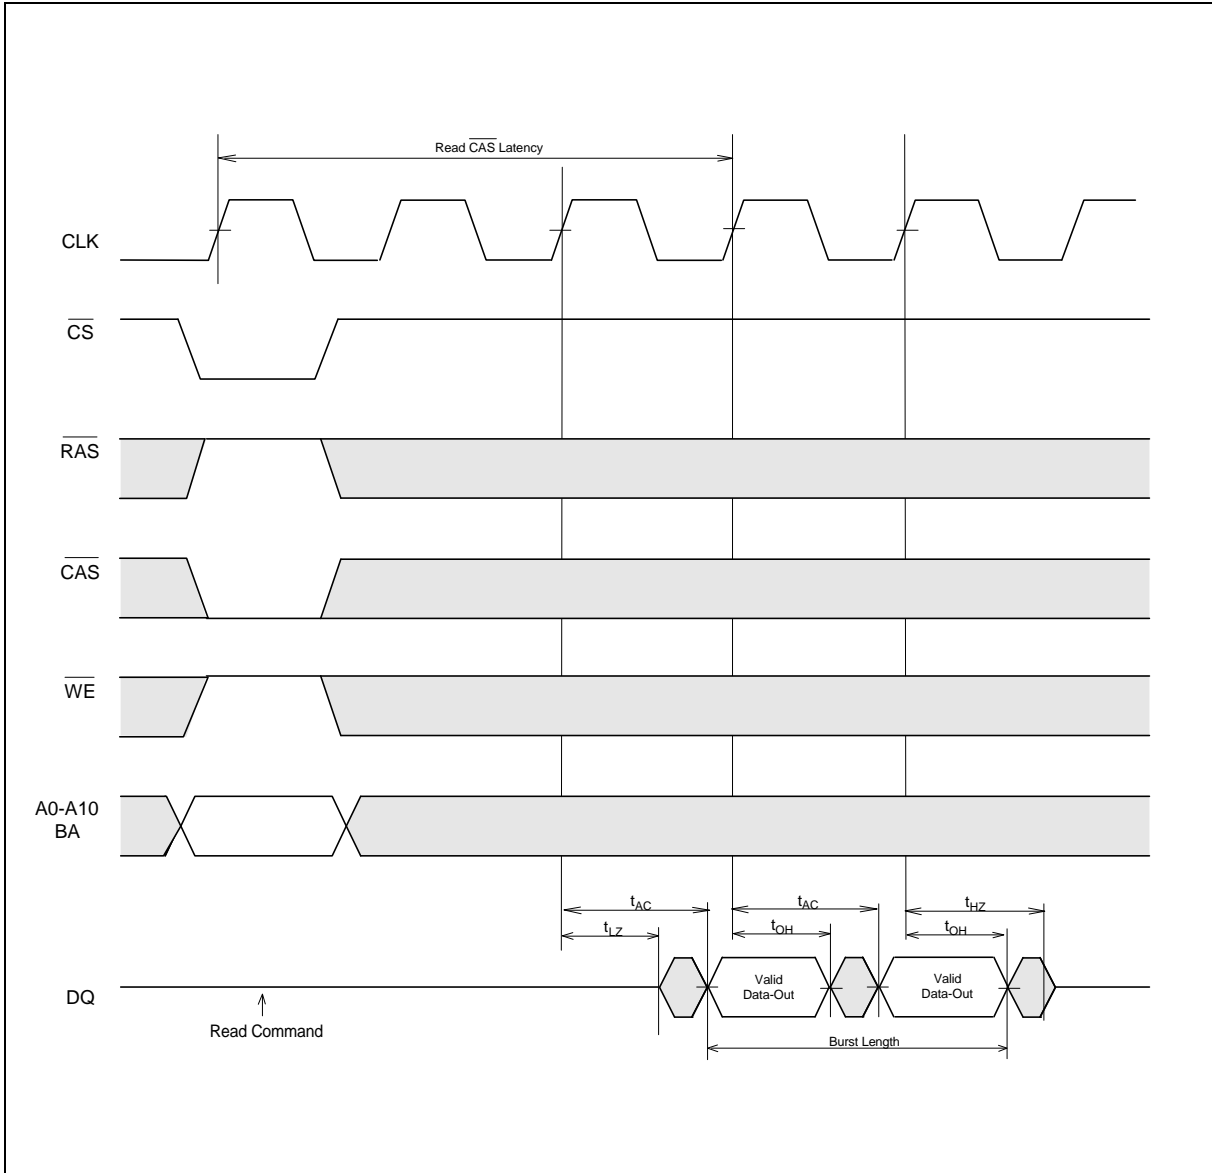 Read CAS Latency
CLK
CS
RAS
CAS
WE
A0-A10
BA
tAC
tAC
tHZ
tLZ
tOH
tOH
DQ
Valid
Data-Out
Valid
Data-Out
Read Command
Burst Length